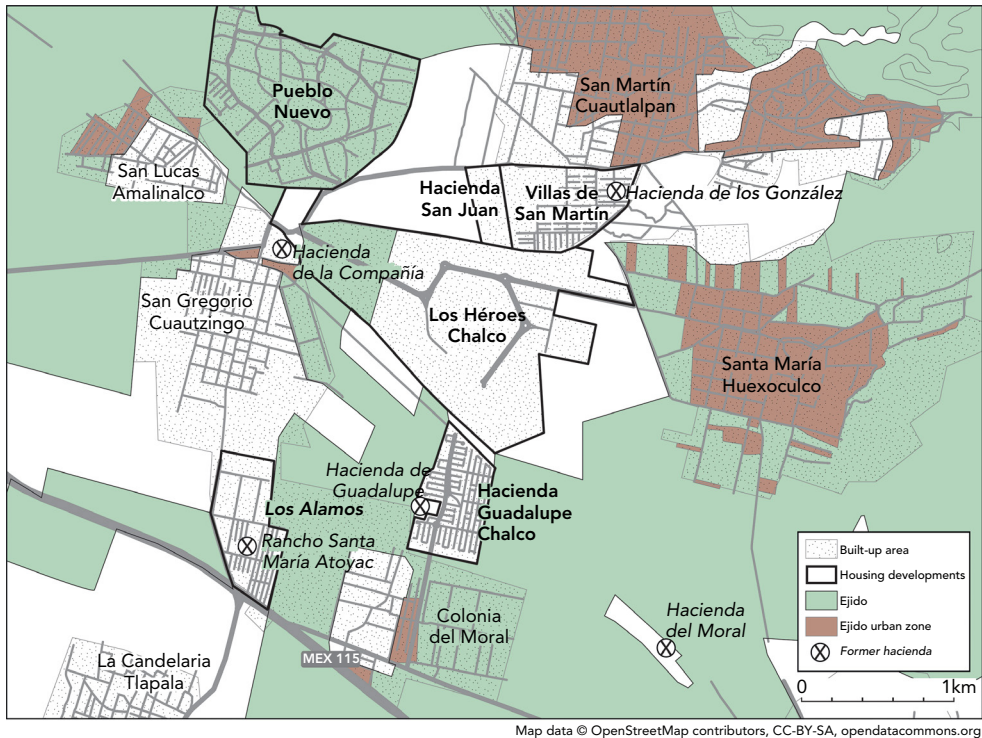 Pueblo
Nuevo
San Martín
Cuautlalpan
San Lucas
Amalinalco
Hacienda
San Juan
Villas de
San Martín
Hacienda de los González
Hacienda
de la Compañía
San Gregorio
Cuautzingo
Los Héroes
Chalco
Santa María
Huexoculco
Hacienda de
Guadalupe
Los Alamos
Hacienda
Guadalupe
Chalco
Rancho Santa
María Atoyac
Colonia
del Moral
Hacienda
del Moral
MEX 115
La Candelaria
Tlapala
Built-up area
Housing developments
Ejido
Ejido urban zone
Former hacienda
0 1km
Map data © OpenStreetMap contributors, CC-BY-SA, opendatacommons.org